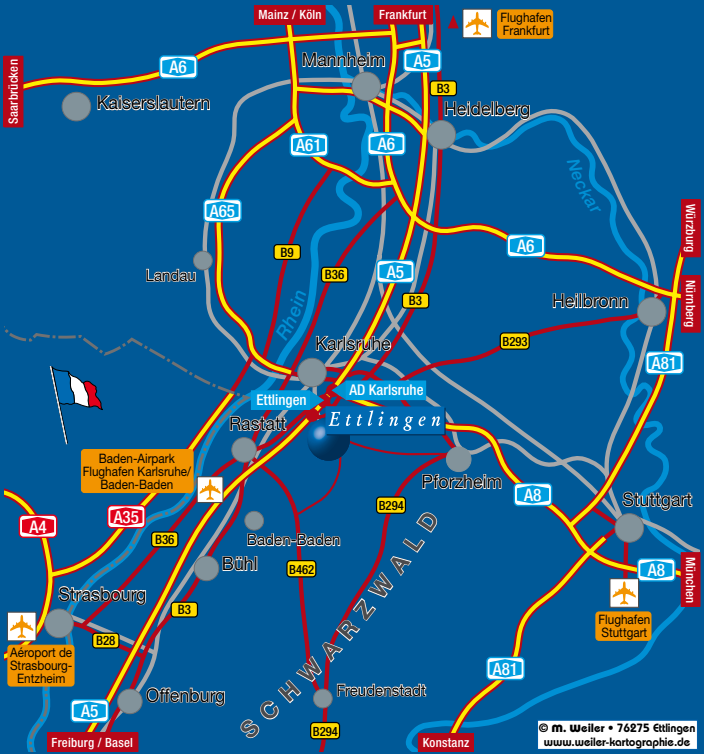 Mainz / Köln
Frankfurt
Flughafen
Frankfurt
Saarbrücken
A6
Mannheim
A5
B3
Kaiserslautern
Heidelberg
A61
A6
Neckar
A65
Würzburg
A6
B9
Landau
B36
A5
B3
Nürnberg
Heilbronn
Rhein
Karlsruhe
B293
A81
Ettlingen
AD Karlsruhe
Ettlingen
Rastatt
Baden-Airpark
Flughafen Karlsruhe/
Baden-Baden
Pforzheim
A8
Stuttgart
A4
A35
B294
B36
Baden-Baden
SCHWARZWALD
Bühl
B462
A8
München
Strasbourg
B3
Flughafen
Stuttgart
B28
Aéroport de
Strasbourg-
Entzheim
A81
Offenburg
Freudenstadt
A5
B294
Freiburg / Basel
Konstanz
© M. Weiler • 76275 Ettlingen
www.weiler-kartographie.de